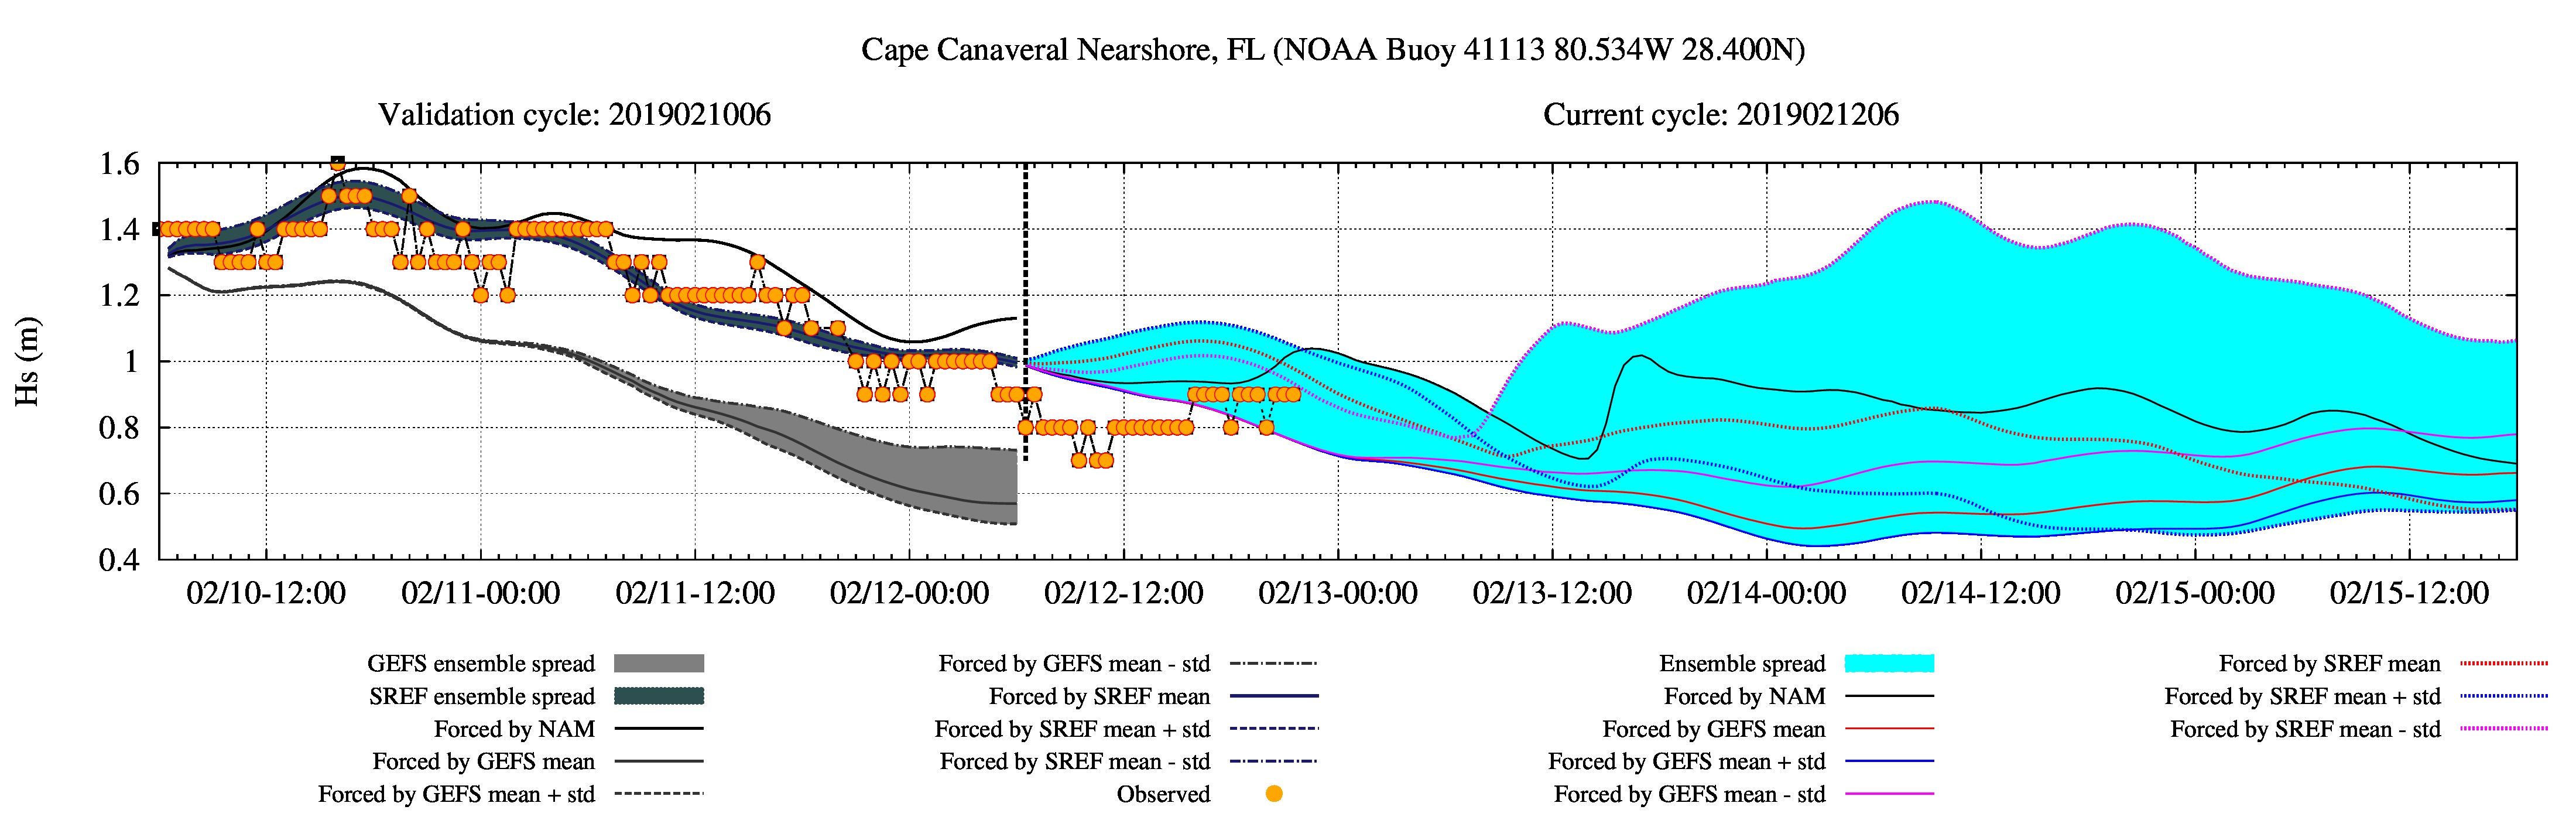 Cape Canaveral Nearshore, FL (NOAA Buoy 41113 80.534W 28.400N)
Validation cycle: 2019021006
Current cycle: 2019021206
Hs (m)
1.6
1.4
1.2
1
0.8
0.6
0.4
02/10-12:00 02/11-00:00 02/11-12:00 02/12-00:00 02/12-12:00 02/13-00:00 02/13-12:00 02/14-00:00 02/14-12:00 02/15-00:00 02/15-12:00
GEFS ensemble spread
SREF ensemble spread
Forced by NAM
Forced by GEFS mean
Forced by GEFS mean + std
Forced by GEFS mean - std
Forced by SREF mean
Forced by SREF mean + std
Forced by SREF mean - std
Observed
Ensemble spread
Forced by NAM
Forced by GEFS mean
Forced by GEFS mean + std
Forced by GEFS mean - std
Forced by SREF mean
Forced by SREF mean + std
Forced by SREF mean - std